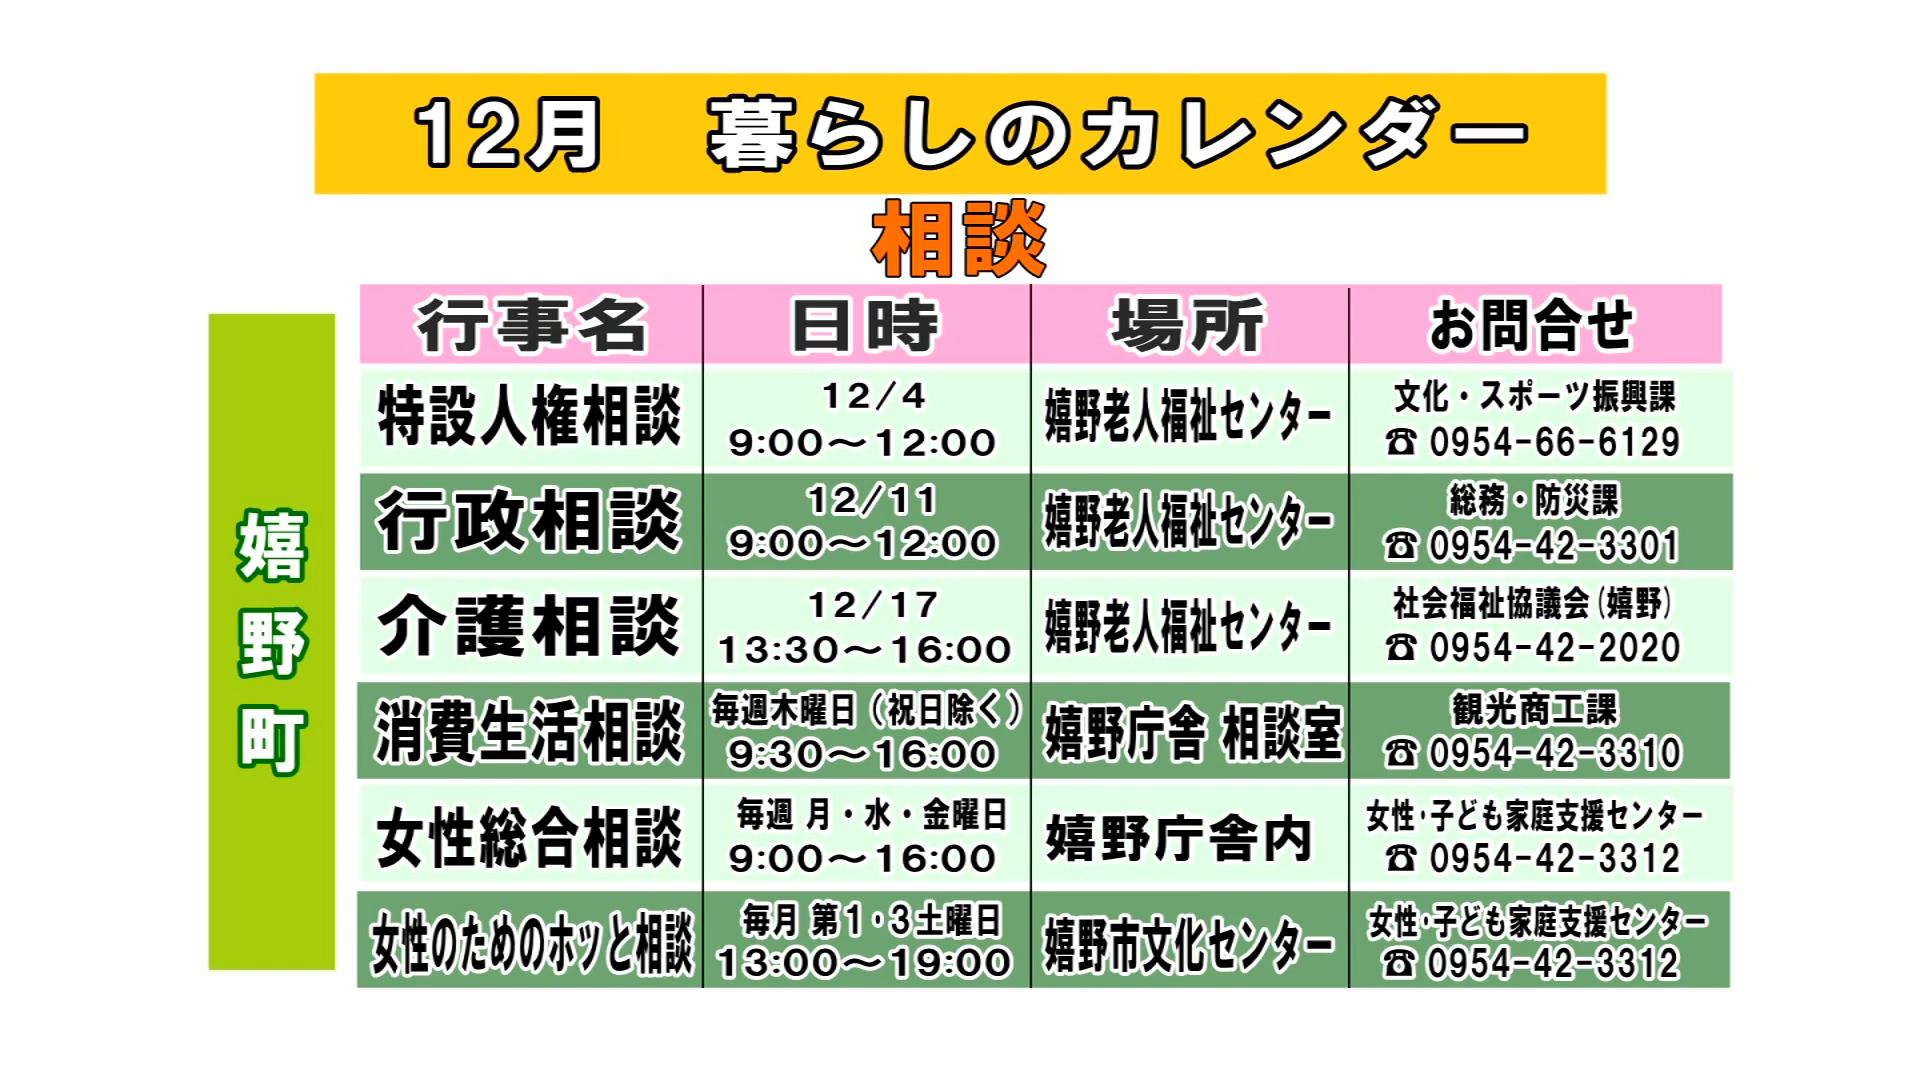 12月　暮らしのカレンダー
相談
嬉野町
行事名 日時 場所 お問合せ
特設人権相談 12/4 9:00～12:00 嬉野老人福祉センター 文化・スポーツ振興課 ☎0954-66-6129
行政相談 12/11 9:00～12:00 嬉野老人福祉センター 総務・防災課 ☎0954-42-3301
介護相談 12/17 13:30～16:00 嬉野老人福祉センター 社会福祉協議会(嬉野) ☎0954-42-2020
消費生活相談 毎週木曜日(祝日除く) 9:30～16:00 嬉野庁舎 相談室 観光商工課 ☎0954-42-3310
女性総合相談 毎週 月・水・金曜日 9:00～16:00 嬉野庁舎内 女性・子ども家庭支援センター ☎0954-42-3312
女性のためのホッと相談 毎月 第1・3土曜日 13:00～19:00 嬉野市文化センター 女性・子ども家庭支援センター ☎0954-42-3312